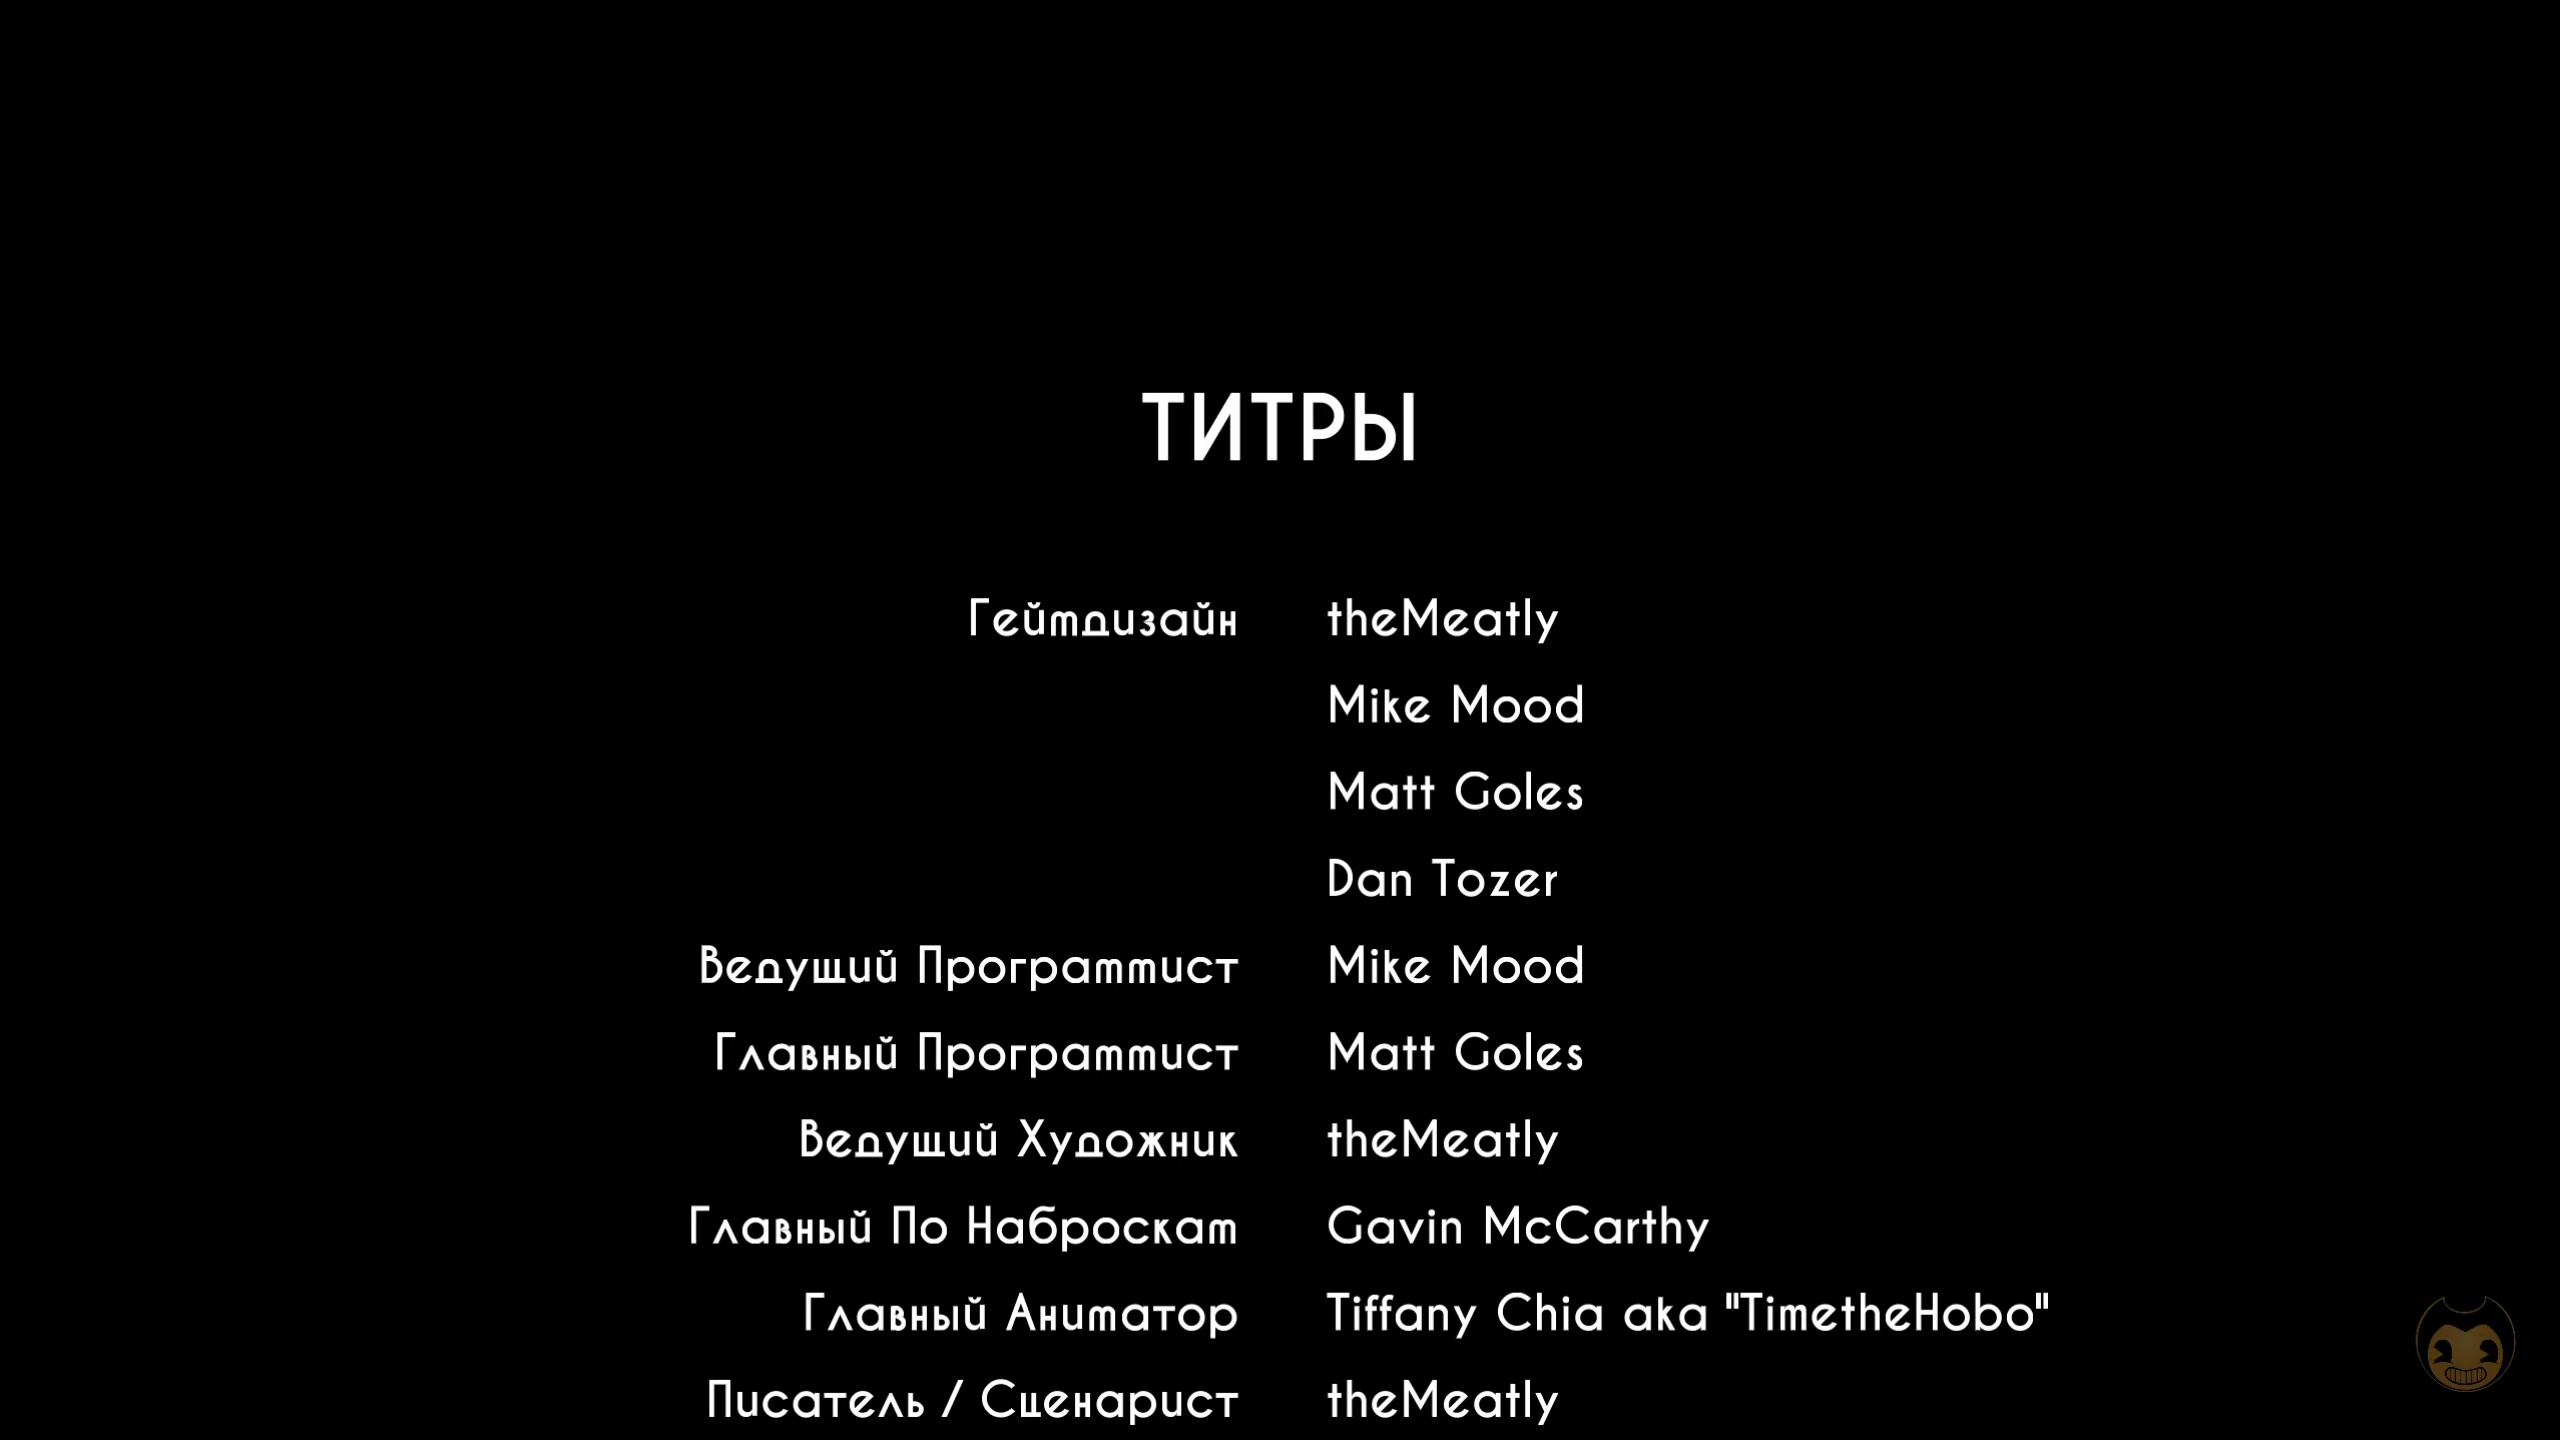 ТИТРЫ
Геймдизайн theMeatly
Mike Mood
Matt Goles
Dan Tozer
Ведущий Программист Mike Mood
Главный Программист Matt Goles
Ведущий Художник theMeatly
Главный По Наброскам Gavin McCarthy
Главный Аниматор Tiffany Chia aka "TimetheHobo"
Писатель / Сценарист theMeatly